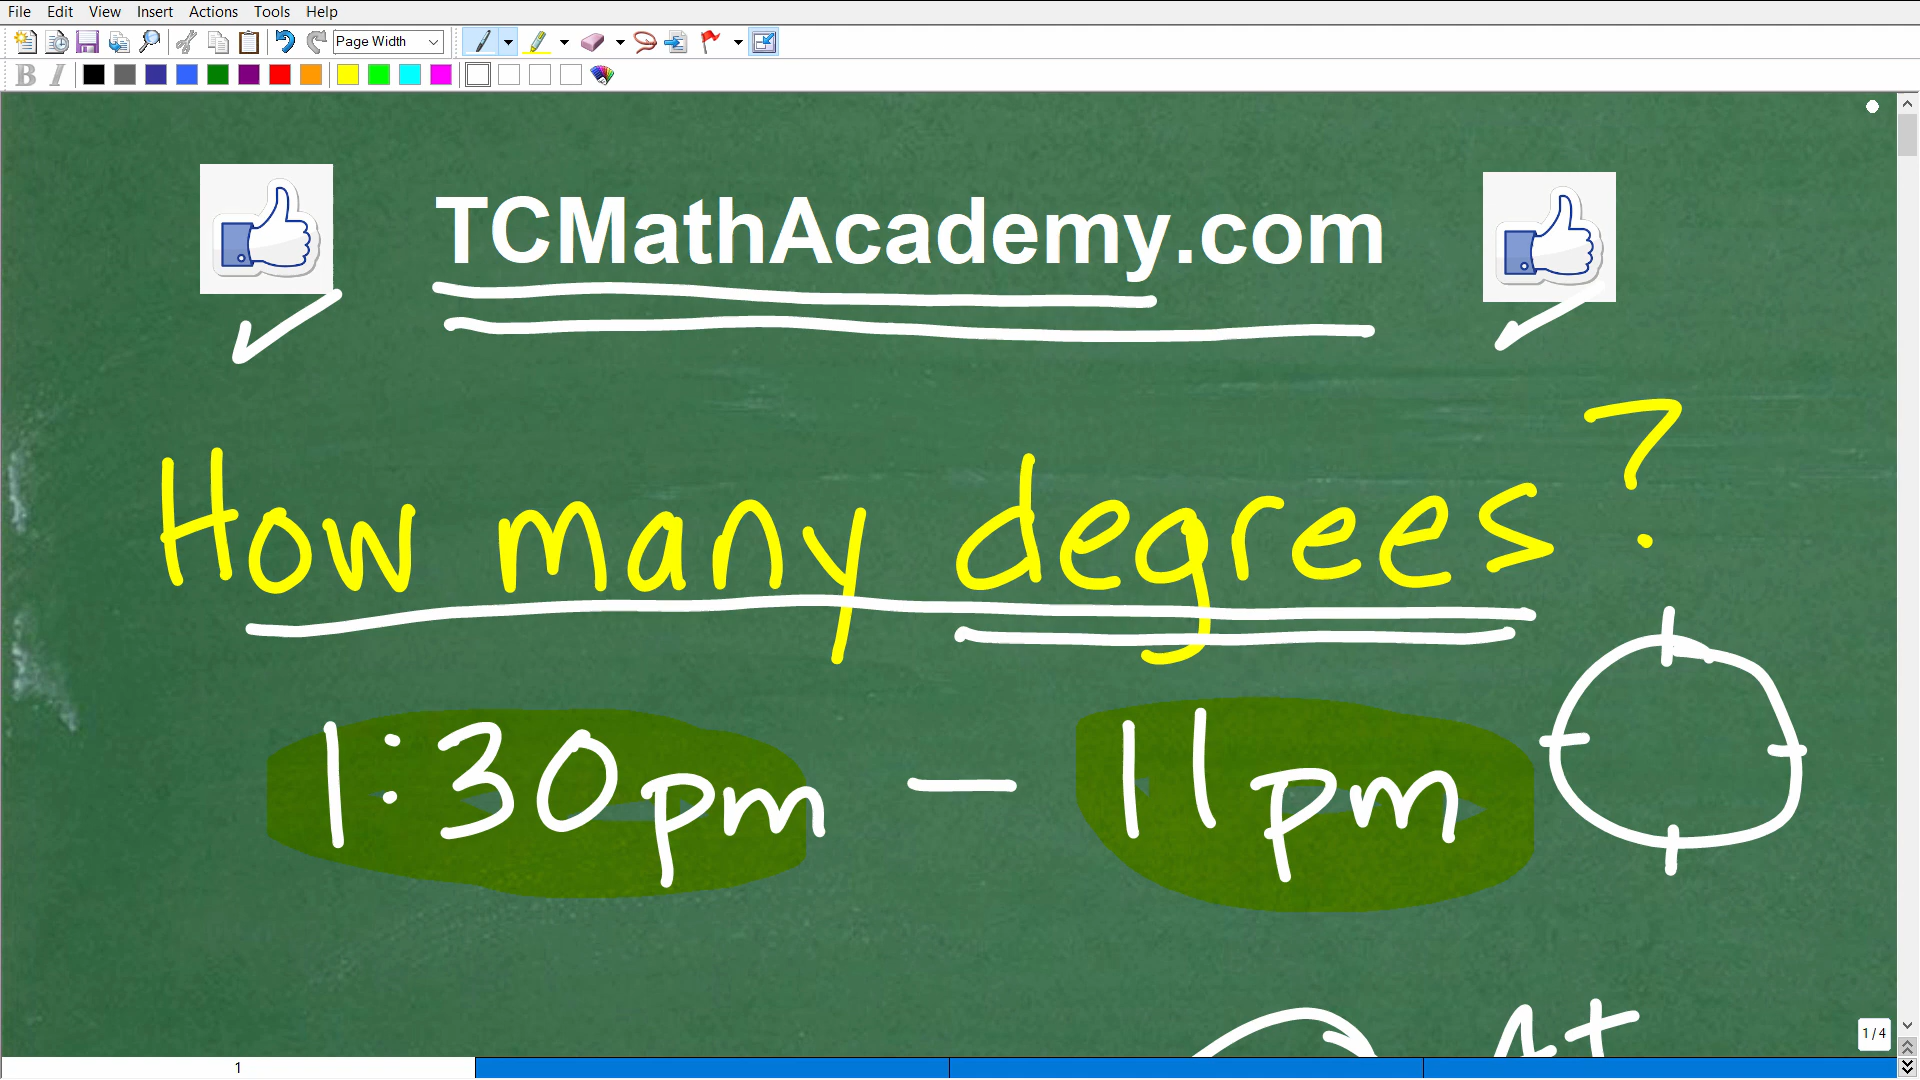 File Edit View Insert Actions Tools Help
Page Width
B I
TCMathAcademy.com
How many degrees?
1:30pm - 11pm
1 / 4
1